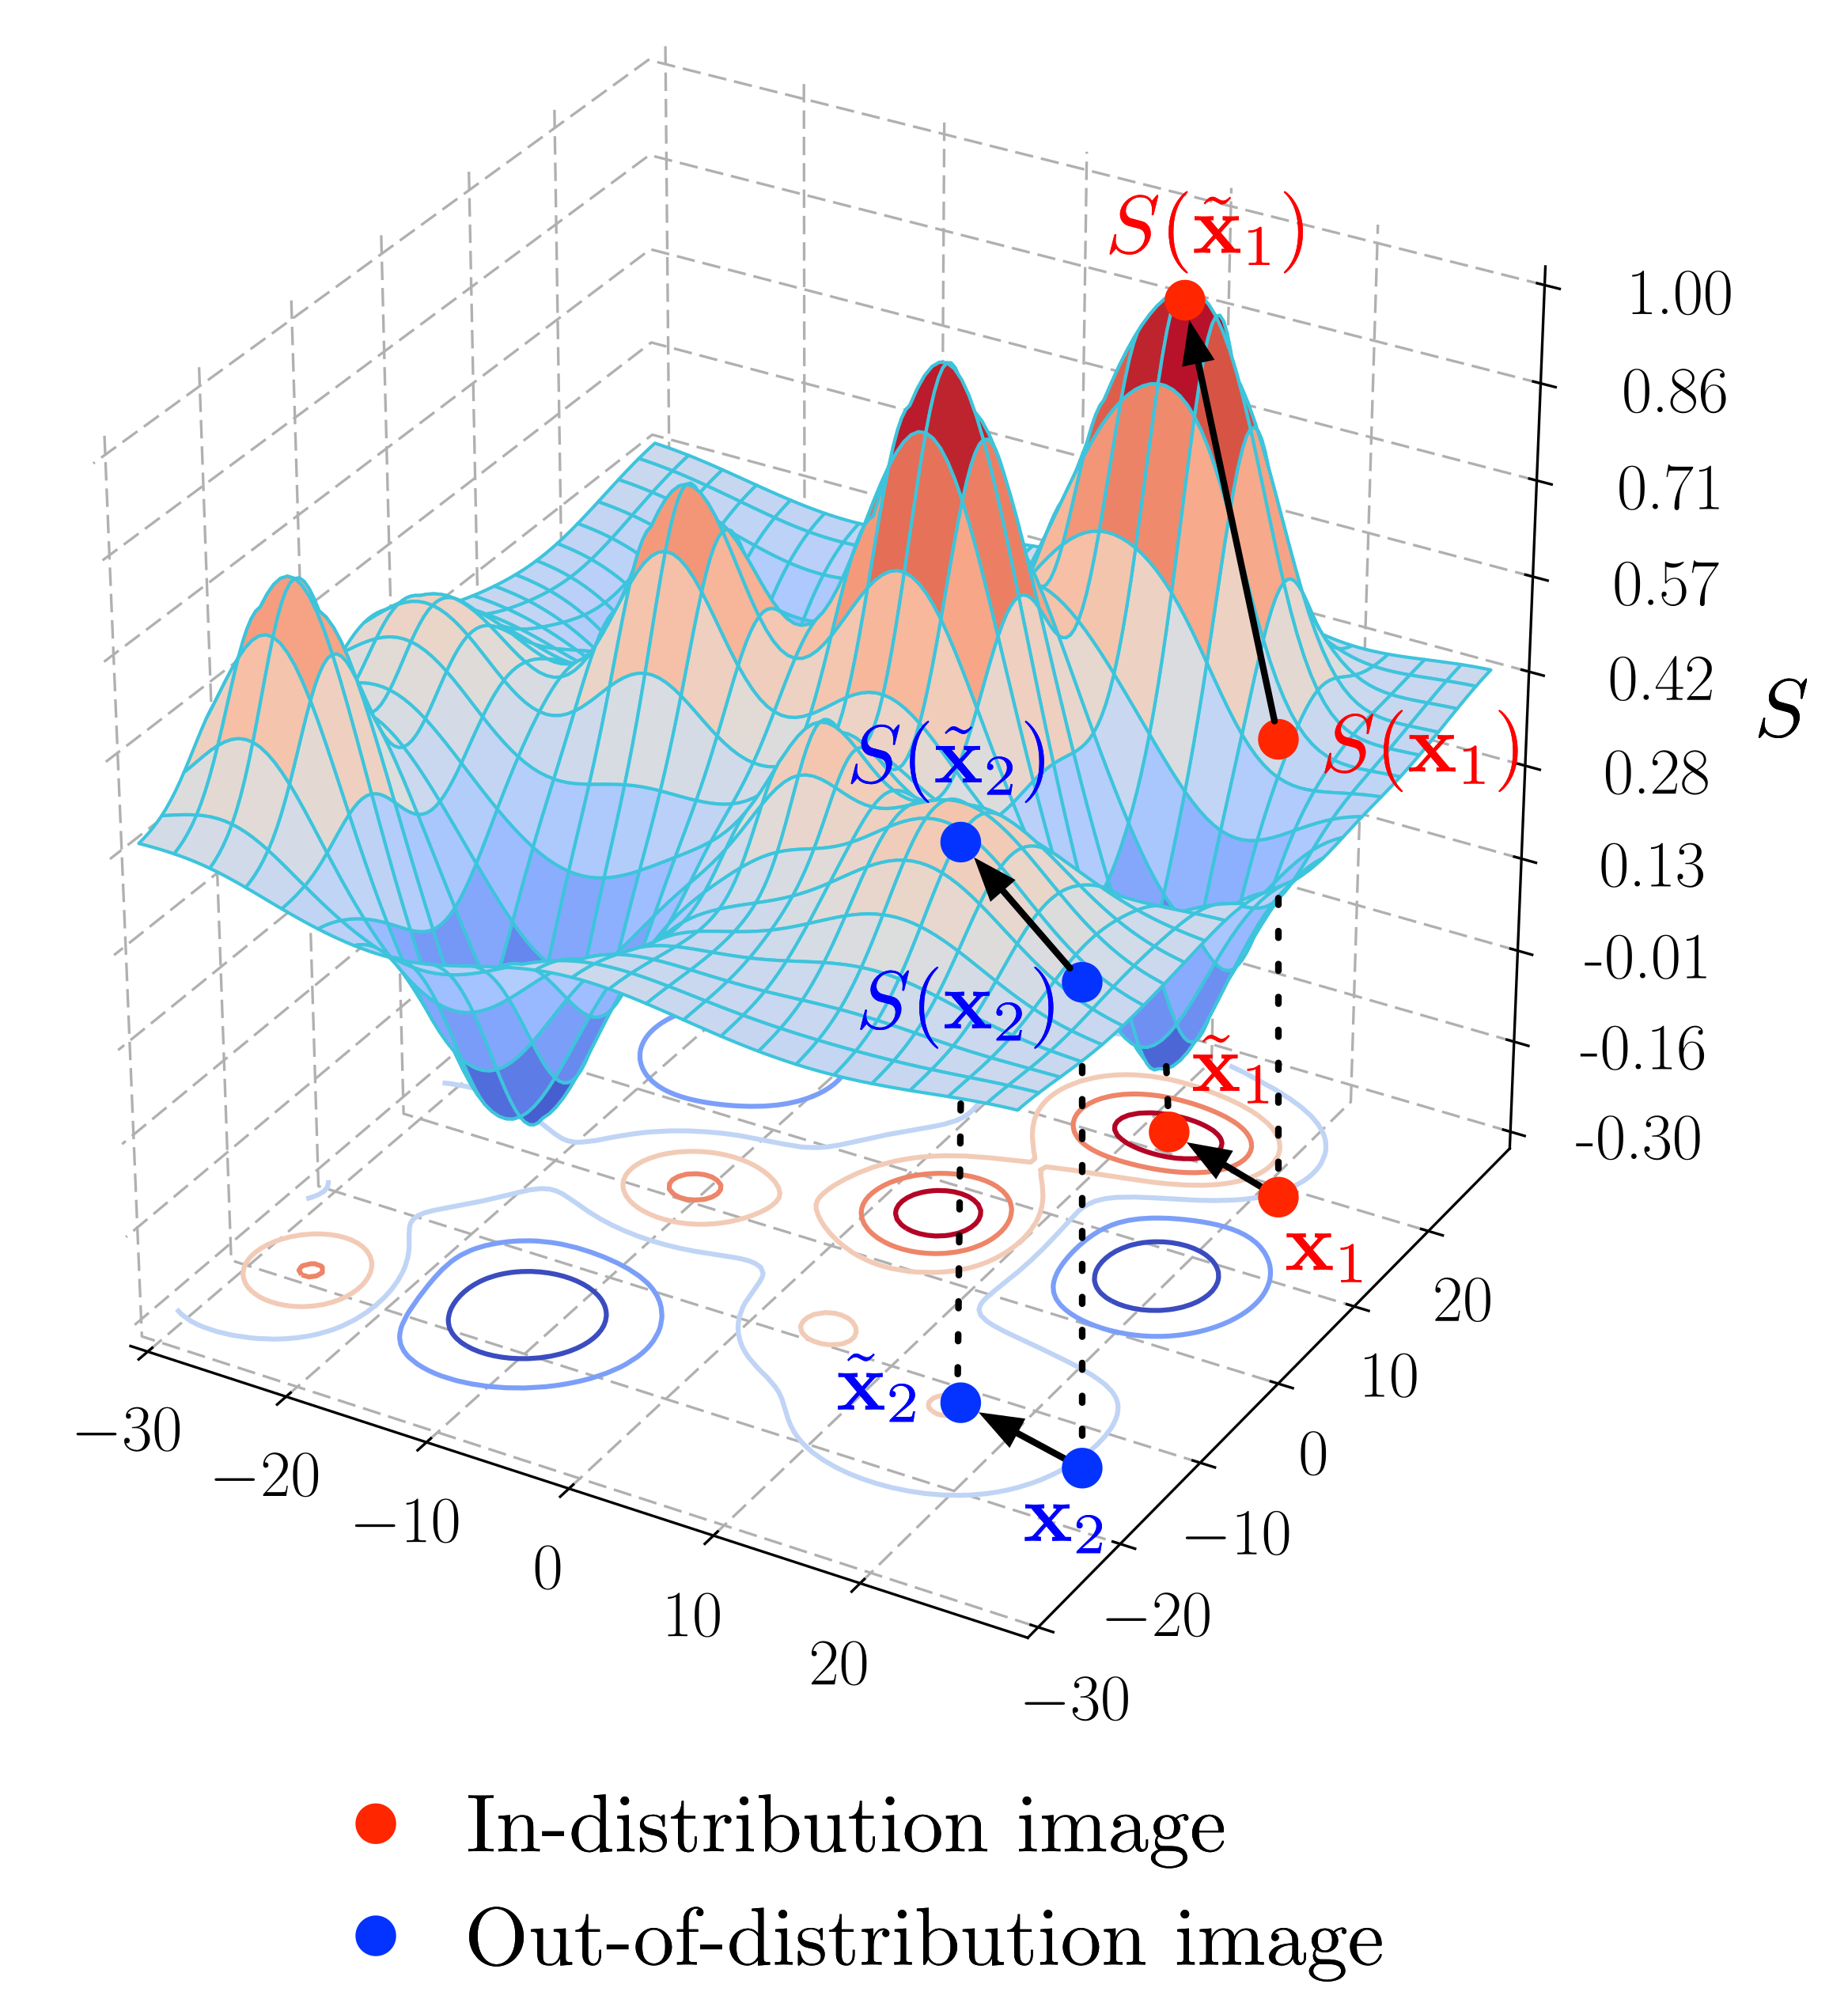 S(x̃₁)
1.00
0.86
0.71
0.57
0.42
S
S(x̃₂)
S(x₁)
0.28
0.13
-0.01
S(x₂)
-0.16
x̃₁
-0.30
x₁
20
10
x̃₂
0
−30
−20
−10
x₂
−10
0
10
−20
20
−30
In-distribution image
Out-of-distribution image